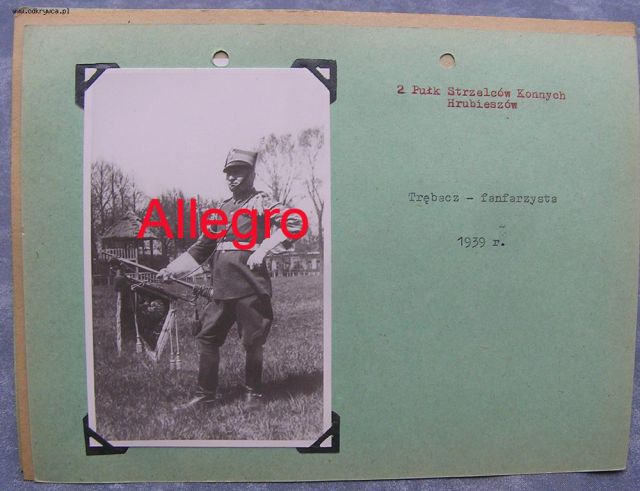 www.odkrywca.pl
2 Pułk Strzelców Konnych
Hrubieszów
Allegro
Trębacz - fanfarzysta
1939 r.